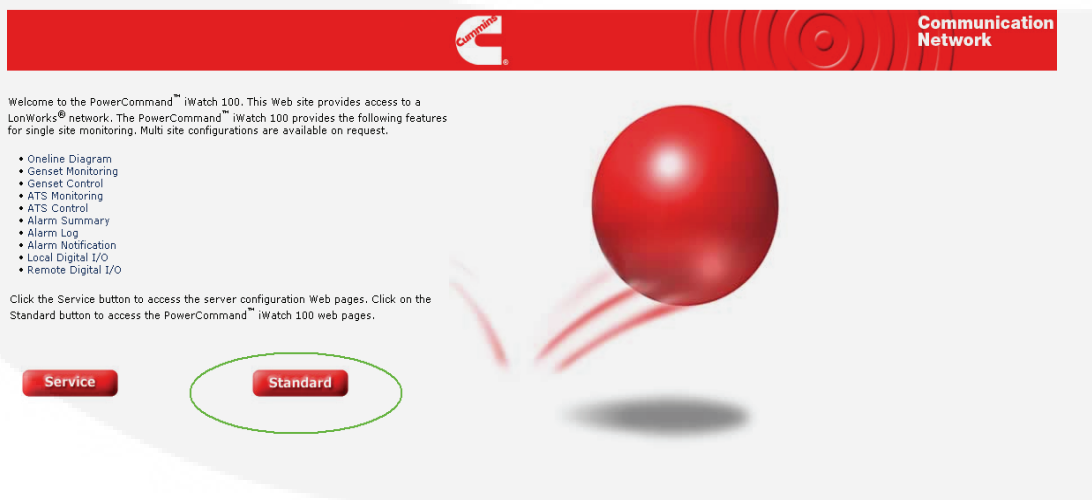 Cummins
®
Communication
Network
Welcome to the PowerCommand™ iWatch 100. This Web site provides access to a
LonWorks® network. The PowerCommand™ iWatch 100 provides the following features
for single site monitoring. Multi site configurations are available on request.
• Oneline Diagram
• Genset Monitoring
• Genset Control
• ATS Monitoring
• ATS Control
• Alarm Summary
• Alarm Log
• Alarm Notification
• Local Digital I/O
• Remote Digital I/O
Click the Service button to access the server configuration Web pages. Click on the
Standard button to access the PowerCommand™ iWatch 100 web pages.
Service
Standard